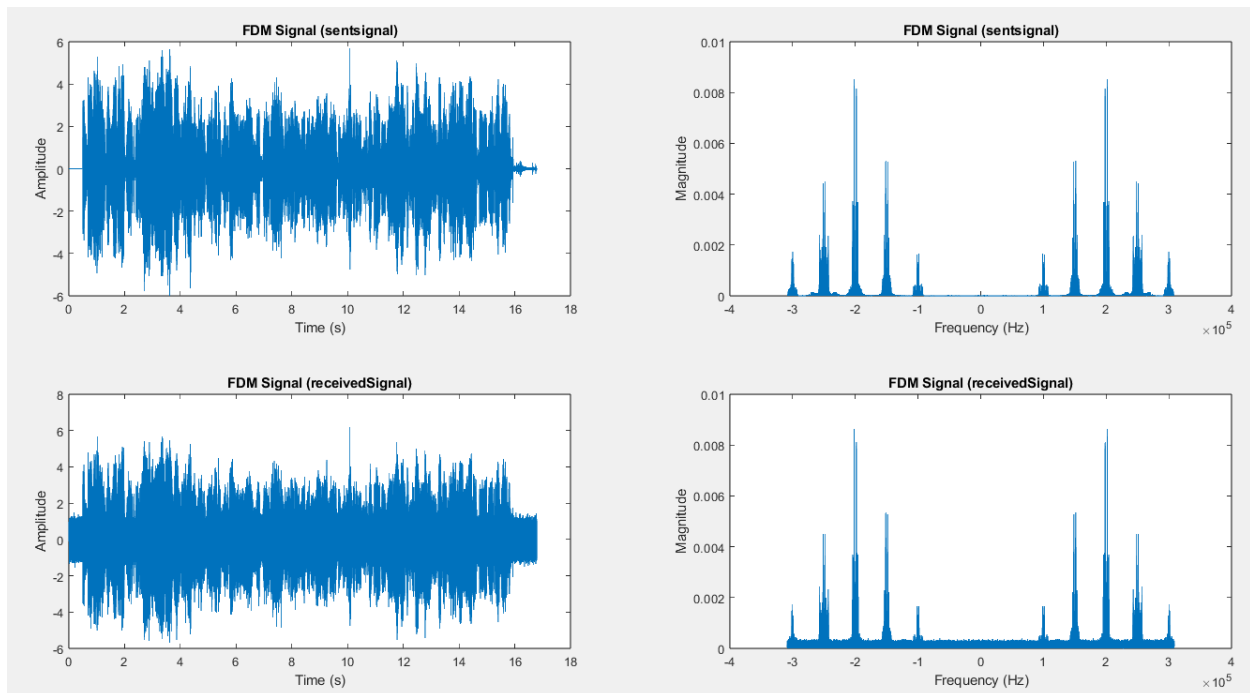 FDM Signal (sentsignal)
6
4
2
0
-2
-4
-6
Amplitude
0 2 4 6 8 10 12 14 16 18
Time (s)
FDM Signal (sentsignal)
0.01
0.008
0.006
0.004
0.002
0
Magnitude
-4 -3 -2 -1 0 1 2 3 4
Frequency (Hz)
×10^5
FDM Signal (receivedSignal)
8
6
4
2
0
-2
-4
-6
Amplitude
0 2 4 6 8 10 12 14 16 18
Time (s)
FDM Signal (receivedSignal)
0.01
0.008
0.006
0.004
0.002
0
Magnitude
-4 -3 -2 -1 0 1 2 3 4
Frequency (Hz)
×10^5